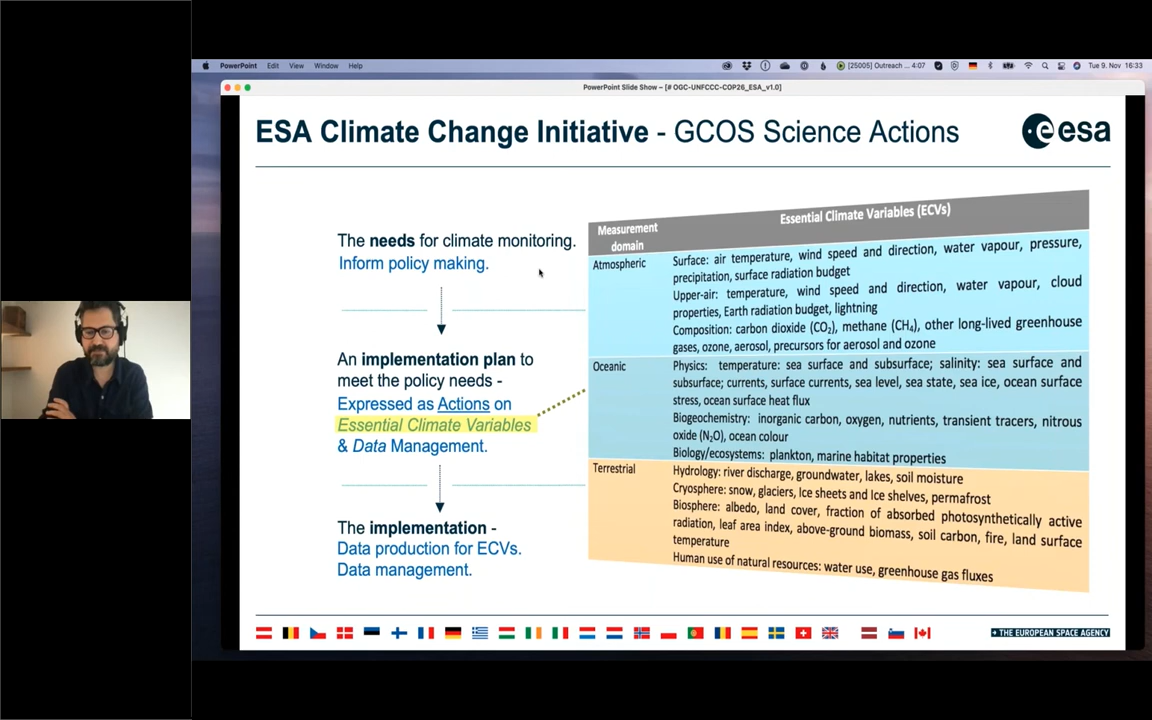 PowerPoint Edit View Window Help
[25005] Outreach ... 4:07
Tue 9. Nov 16:33
PowerPoint Slide Show – [# OGC-UNFCCC-COP26_ESA_v1.0]
ESA Climate Change Initiative - GCOS Science Actions
esa
The needs for climate monitoring.
Inform policy making.
An implementation plan to
meet the policy needs -
Expressed as Actions on
Essential Climate Variables
& Data Management.
The implementation -
Data production for ECVs.
Data management.
Measurement
domain
Essential Climate Variables (ECVs)
Atmospheric
Surface: air temperature, wind speed and direction, water vapour, pressure,
precipitation, surface radiation budget
Upper-air: temperature, wind speed and direction, water vapour, cloud
properties, Earth radiation budget, lightning
Composition: carbon dioxide (CO₂), methane (CH₄), other long-lived greenhouse
gases, ozone, aerosol, precursors for aerosol and ozone
Oceanic
Physics: temperature: sea surface and subsurface; salinity: sea surface and
subsurface; currents, surface currents, sea level, sea state, sea ice, ocean surface
stress, ocean surface heat flux
Biogeochemistry: inorganic carbon, oxygen, nutrients, transient tracers, nitrous
oxide (N₂O), ocean colour
Biology/ecosystems: plankton, marine habitat properties
Terrestrial
Hydrology: river discharge, groundwater, lakes, soil moisture
Cryosphere: snow, glaciers, Ice sheets and Ice shelves, permafrost
Biosphere: albedo, land cover, fraction of absorbed photosynthetically active
radiation, leaf area index, above-ground biomass, soil carbon, fire, land surface
temperature
Human use of natural resources: water use, greenhouse gas fluxes
→ THE EUROPEAN SPACE AGENCY